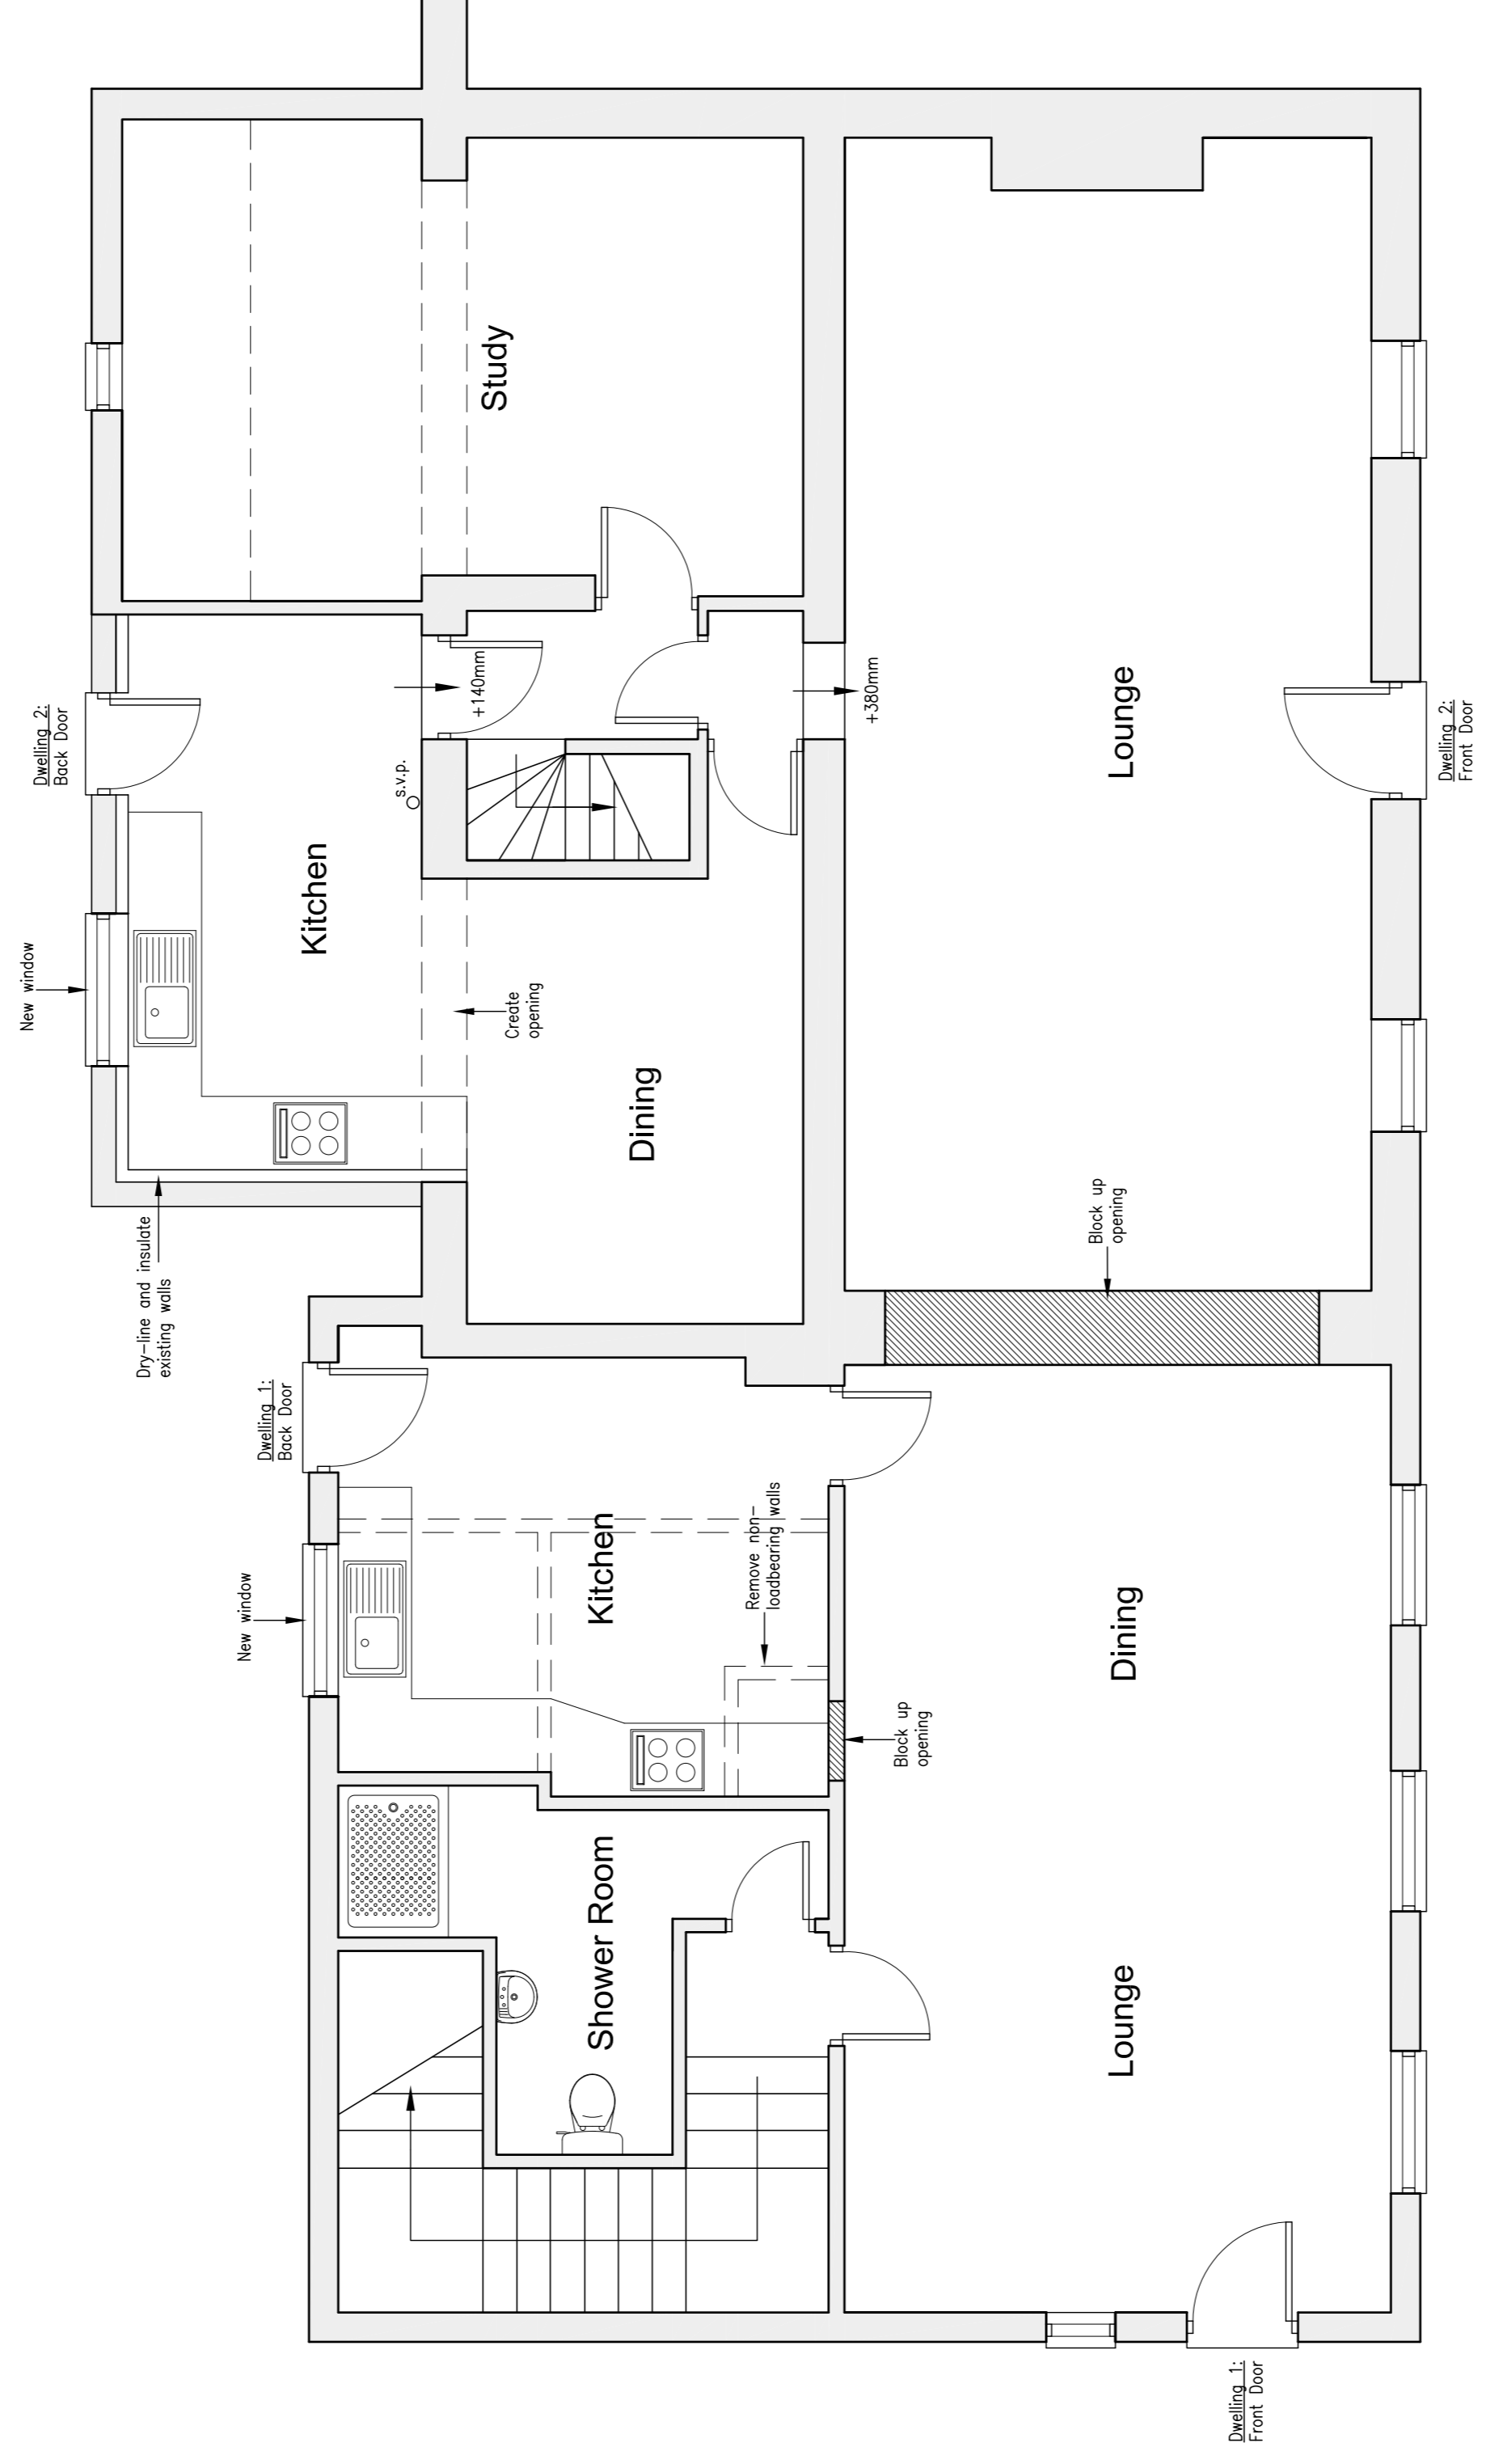 New window
Dwelling 2:
Back Door
Dry-line and insulate
existing walls
Kitchen
s.v.p.
+140mm
Study
Create
opening
Dining
+380mm
Lounge
Dwelling 2:
Front Door
Block up
opening
Dwelling 1:
Back Door
New window
Kitchen
Remove non-
loadbearing walls
Block up
opening
Shower Room
Dining
Lounge
Dwelling 1:
Front Door